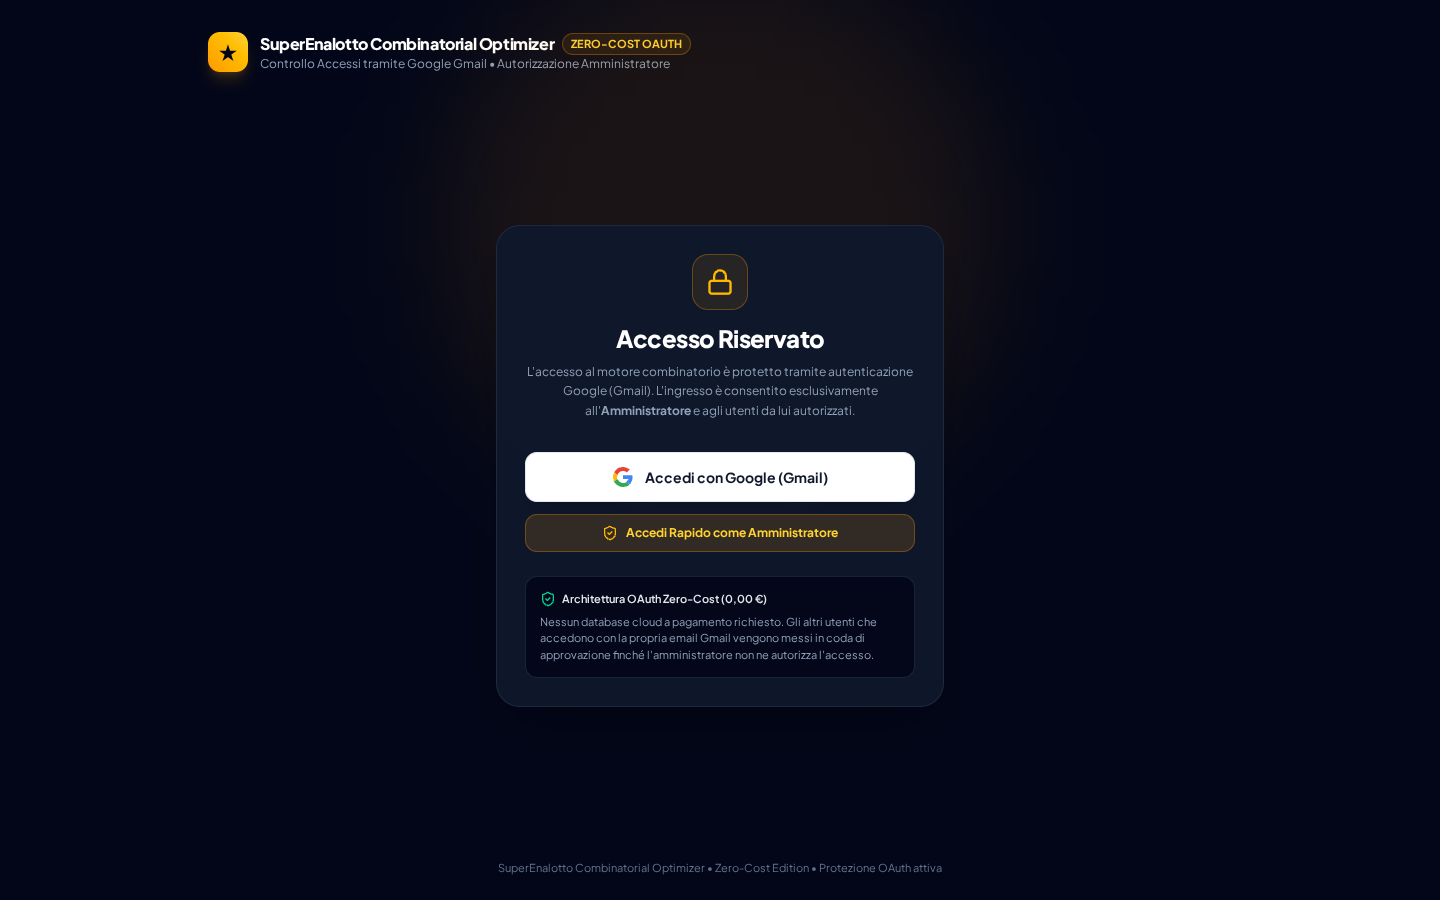 SuperEnalotto Combinatorial Optimizer ZERO-COST OAUTH
Controllo Accessi tramite Google Gmail • Autorizzazione Amministratore
Accesso Riservato
L'accesso al motore combinatorio è protetto tramite autenticazione
Google (Gmail). L'ingresso è consentito esclusivamente
all'Amministratore e agli utenti da lui autorizzati.
Accedi con Google (Gmail)
Accedi Rapido come Amministratore
Architettura OAuth Zero-Cost (0,00 €)
Nessun database cloud a pagamento richiesto. Gli altri utenti che
accedono con la propria email Gmail vengono messi in coda di
approvazione finché l'amministratore non ne autorizza l'accesso.
SuperEnalotto Combinatorial Optimizer • Zero-Cost Edition • Protezione OAuth attiva